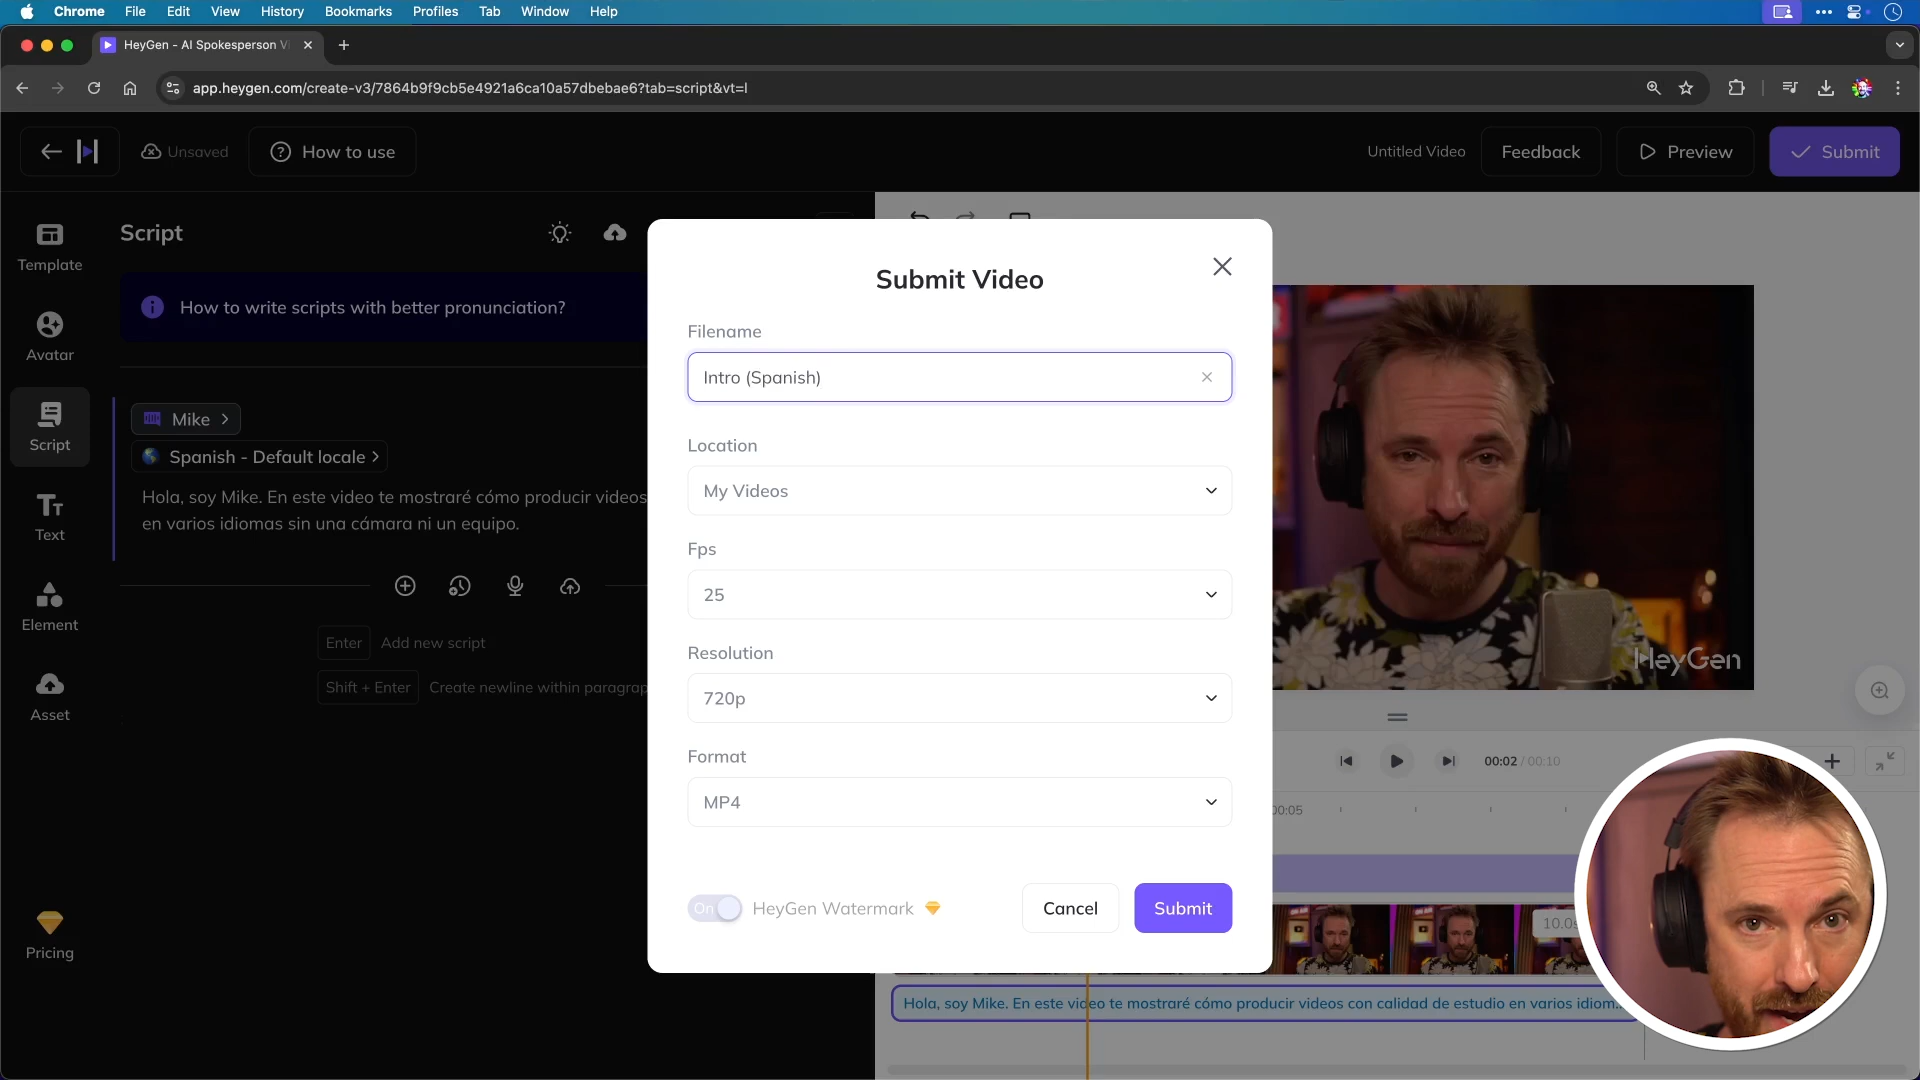 Chrome File Edit View History Bookmarks Profiles Tab Window Help
HeyGen - AI Spokesperson Vi
app.heygen.com/create-v3/7864b9f9cb5e4921a6ca10a57dbebae6?tab=script&vt=l
Unsaved
How to use
Untitled Video
Feedback
Preview
Submit
Template
Avatar
Script
Text
Element
Asset
Pricing
Script
How to write scripts with better pronunciation?
Mike
Spanish - Default locale
Hola, soy Mike. En este video te mostraré cómo producir videos
en varios idiomas sin una cámara ni un equipo.
Enter Add new script
Shift + Enter Create newline within paragrap
Submit Video
Filename
Intro (Spanish)
Location
My Videos
Fps
25
Resolution
720p
Format
MP4
On HeyGen Watermark
Cancel
Submit
HeyGen
00:02 / 00:10
00:05
10.0s
Hola, soy Mike. En este video te mostraré cómo producir videos con calidad de estudio en varios idiom...